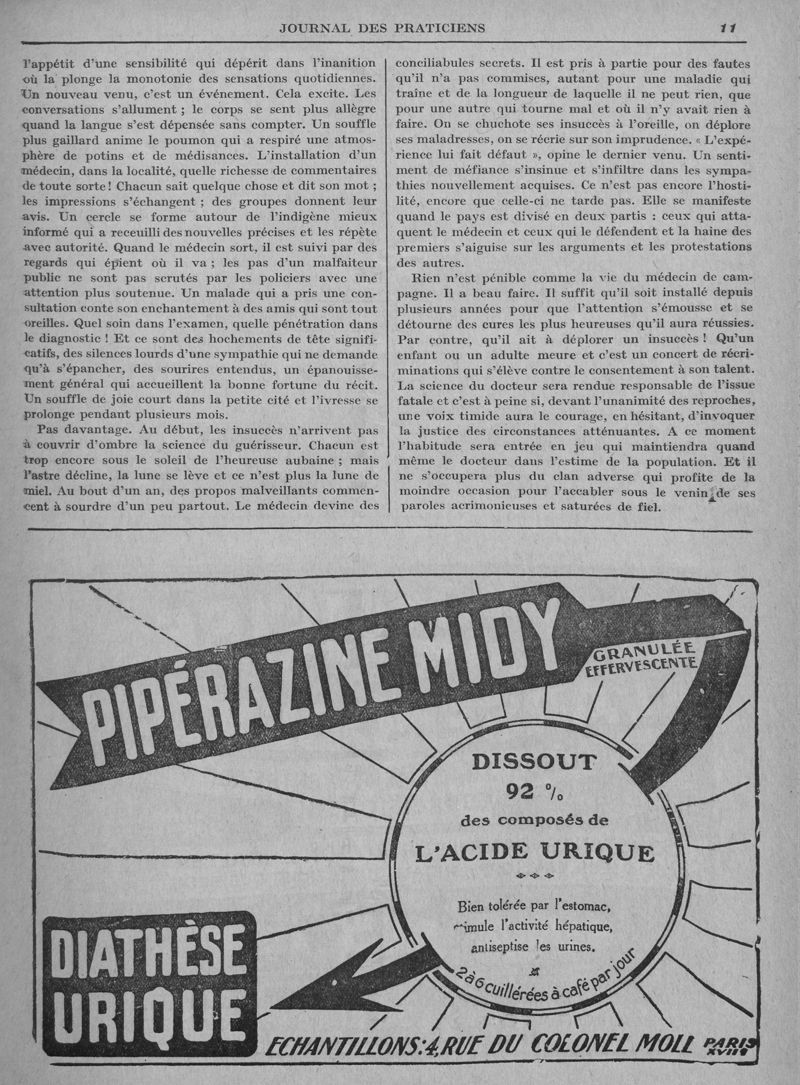 JOURNAL DES PRATICIENS 11
l'appétit d'une sensibilité qui dépérit dans l'inanition
où la plonge la monotonie des sensations quotidiennes.
Un nouveau venu, c'est un événement. Cela excite. Les
conversations s'allument ; le corps se sent plus allègre
quand la langue s'est dépensée sans compter. Un souffle
plus gaillard anime le poumon qui a respiré une atmos-
phère de potins et de médisances. L'installation d'un
médecin, dans la localité, quelle richesse de commentaires
de toute sorte! Chacun sait quelque chose et dit son mot ;
les impressions s'échangent ; des groupes donnent leur
avis. Un cercle se forme autour de l'indigène mieux
informé qui a receuilli des nouvelles précises et les répète
avec autorité. Quand le médecin sort, il est suivi par des
regards qui épient où il va ; les pas d'un malfaiteur
public ne sont pas scrutés par les policiers avec une
attention plus soutenue. Un malade qui a pris une con-
sultation conte son enchantement à des amis qui sont tout
oreilles. Quel soin dans l'examen, quelle pénétration dans
le diagnostic ! Et ce sont des hochements de tête signifi-
catifs, des silences lourds d'une sympathie qui ne demande
qu'à s'épancher, des sourires entendus, un épanouisse-
ment général qui accueillent la bonne fortune du récit.
Un souffle de joie court dans la petite cité et l'ivresse se
prolonge pendant plusieurs mois.
Pas davantage. Au début, les insuccès n'arrivent pas
à couvrir d'ombre la science du guérisseur. Chacun est
trop encore sous le soleil de l'heureuse aubaine ; mais
l'astre décline, la lune se lève et ce n'est plus la lune de
miel. Au bout d'un an, des propos malveillants commen-
cent à sourdre d'un peu partout. Le médecin devine des
conciliabules secrets. Il est pris à partie pour des fautes
qu'il n'a pas commises, autant pour une maladie qui
traîne et de la longueur de laquelle il ne peut rien, que
pour une autre qui tourne mal et où il n'y avait rien à
faire. On se chuchote ses insuccès à l'oreille, on déplore
ses maladresses, on se récrie sur son imprudence. « L'expé-
rience lui fait défaut », opine le dernier venu. Un senti-
ment de méfiance s'insinue et s'infiltre dans les sympa-
thies nouvellement acquises. Ce n'est pas encore l'hosti-
lité, encore que celle-ci ne tarde pas. Elle se manifeste
quand le pays est divisé en deux partis : ceux qui atta-
quent le médecin et ceux qui le défendent et la haine des
premiers s'aiguise sur les arguments et les protestations
des autres.
Rien n'est pénible comme la vie du médecin de cam-
pagne. Il a beau faire. Il suffit qu'il soit installé depuis
plusieurs années pour que l'attention s'émousse et se
détourne des cures les plus heureuses qu'il aura réussies.
Par contre, qu'il ait à déplorer un insuccès ! Qu'un
enfant ou un adulte meure et c'est un concert de récri-
minations qui s'élève contre le consentement à son talent.
La science du docteur sera rendue responsable de l'issue
fatale et c'est à peine si, devant l'unanimité des reproches,
une voix timide aura le courage, en hésitant, d'invoquer
la justice des circonstances atténuantes. A ce moment
l'habitude sera entrée en jeu qui maintiendra quand
même le docteur dans l'estime de la population. Et il
ne s'occupera plus du clan adverse qui profite de la
moindre occasion pour l'accabler sous le venin de ses
paroles acrimonieuses et saturées de fiel.
PIPÉRAZINE MIDY
GRANULÉE
EFFERVESCENTE
DISSOUT
92 %
des composés de
L'ACIDE URIQUE
Bien tolérée par l'estomac,
l'activité hépatique,
antiseptise les urines.
2 à 6 cuillérées à café par jour
DIATHÈSE
URIQUE
ECHANTILLONS: 4, RUE DU COLONEL MOLL PARIS
XVIIe